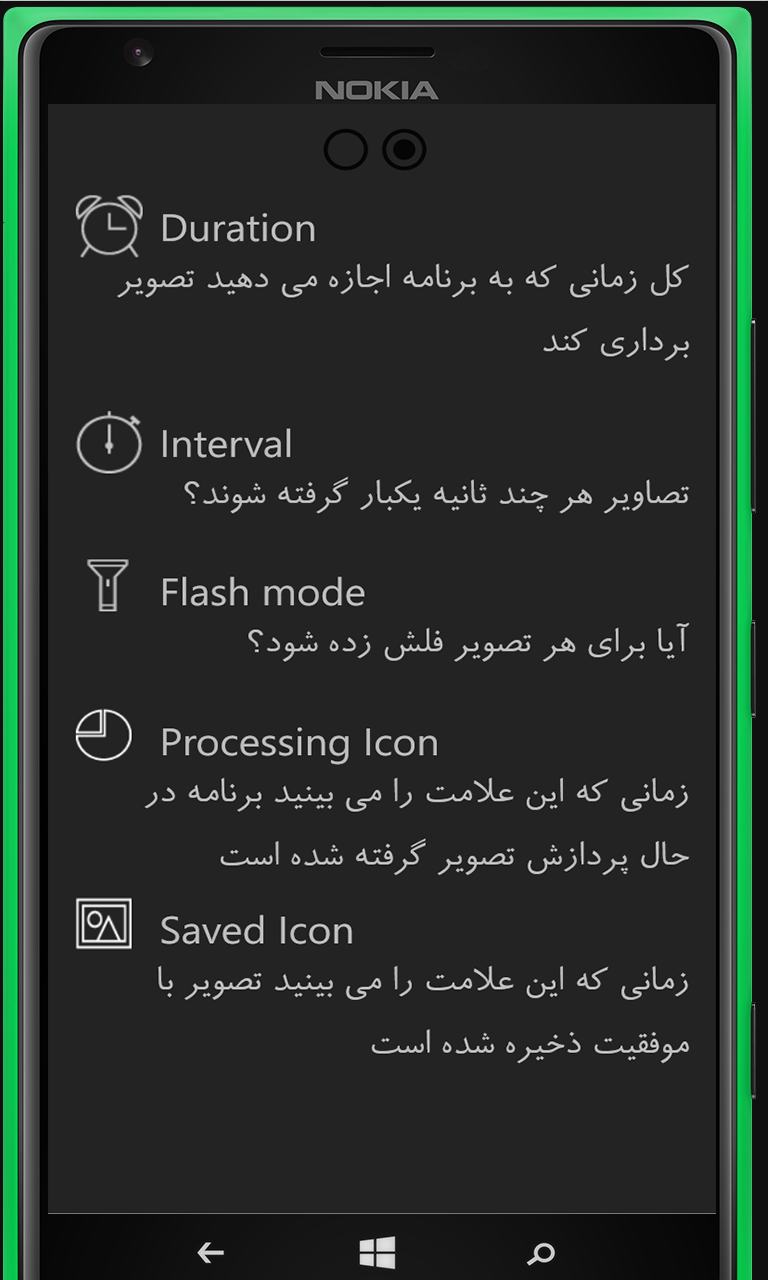 NOKIA
Duration
کل زمانی که به برنامه اجازه می دهید تصویر
برداری کند
Interval
تصاویر هر چند ثانیه یکبار گرفته شوند؟
Flash mode
آیا برای هر تصویر فلش زده شود؟
Processing Icon
زمانی که این علامت را می بینید برنامه در
حال پردازش تصویر گرفته شده است
Saved Icon
زمانی که این علامت را می بینید تصویر با
موفقیت ذخیره شده است